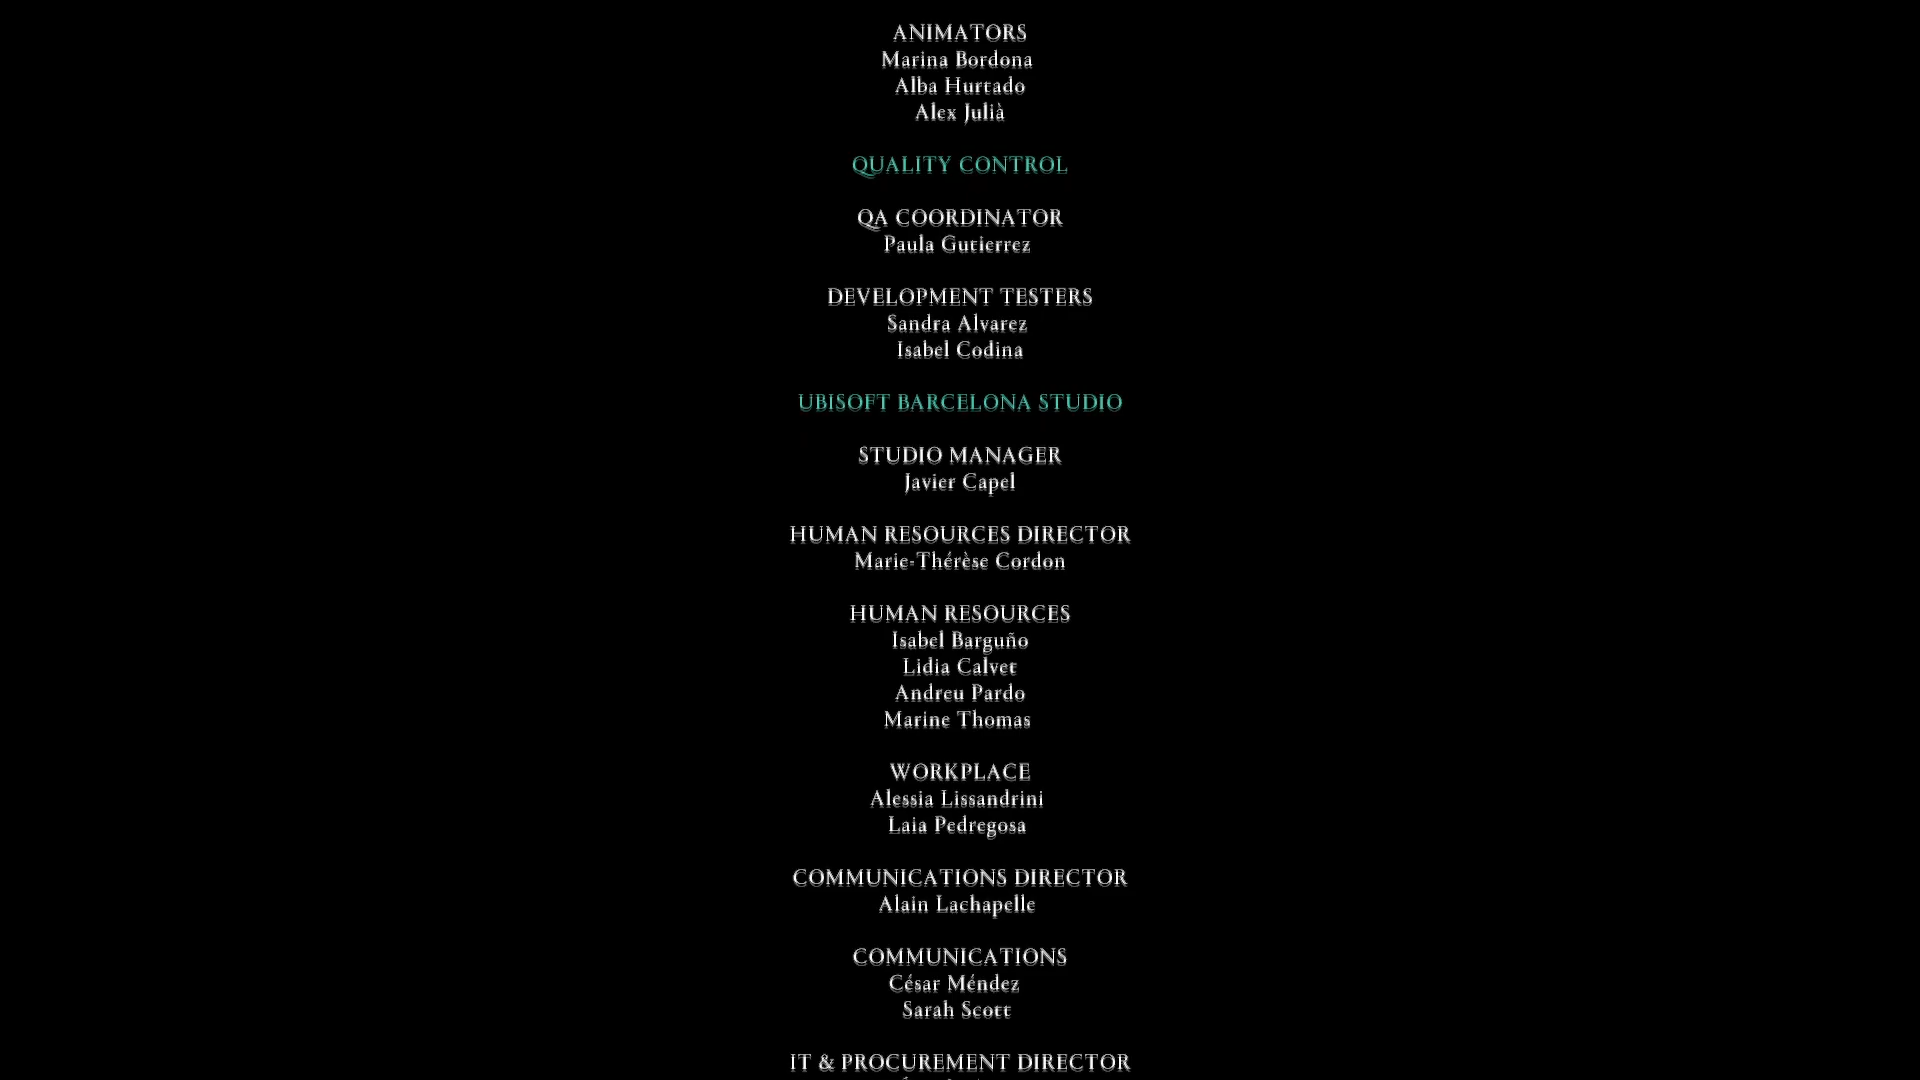 ANIMATORS
Marina Bordona
Alba Hurtado
Alex Julià
QUALITY CONTROL
QA COORDINATOR
Paula Gutierrez
DEVELOPMENT TESTERS
Sandra Alvarez
Isabel Codina
UBISOFT BARCELONA STUDIO
STUDIO MANAGER
Javier Capel
HUMAN RESOURCES DIRECTOR
Marie-Thérèse Cordon
HUMAN RESOURCES
Isabel Barguño
Lidia Calvet
Andreu Pardo
Marine Thomas
WORKPLACE
Alessia Lissandrini
Laia Pedregosa
COMMUNICATIONS DIRECTOR
Alain Lachapelle
COMMUNICATIONS
César Méndez
Sarah Scott
IT & PROCUREMENT DIRECTOR